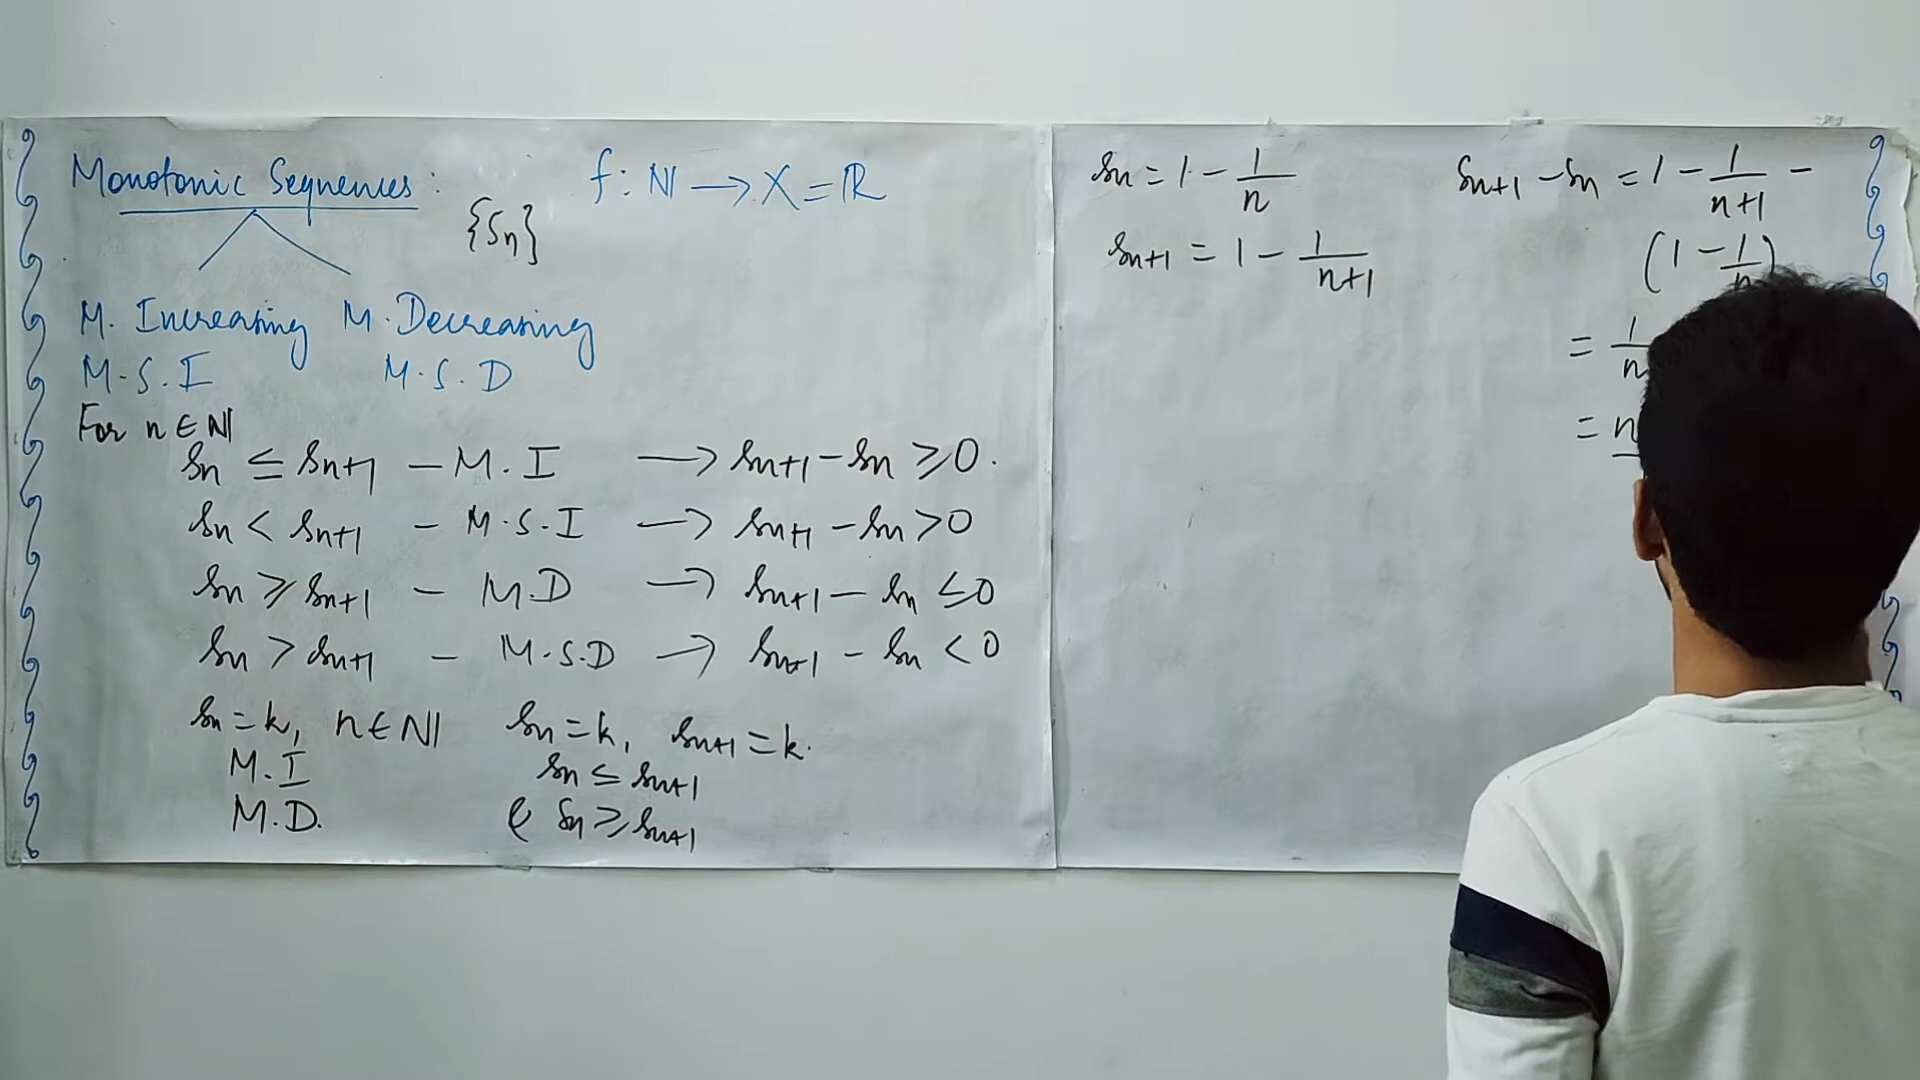 Monotonic Sequences :
f : ℕ → X = ℝ
{Sn}
M. Increasing M. Decreasing
M.S.I M.S.D
For n ∈ ℕ
Sn ≤ Sn+1 – M.I → Sn+1 – Sn ≥ 0.
Sn < Sn+1 – M.S.I → Sn+1 – Sn > 0
Sn ≥ Sn+1 – M.D → Sn+1 – Sn ≤ 0
Sn > Sn+1 – M.S.D → Sn+1 – Sn < 0
Sn = k, n ∈ ℕ Sn = k, Sn+1 = k.
M.I Sn ≤ Sn+1
M.D. & Sn ≥ Sn+1
Sn = 1 – 1/n
Sn+1 = 1 – 1/(n+1)
Sn+1 – Sn = 1 – 1/(n+1) –
(1 – 1/n)
= 1/n
= n